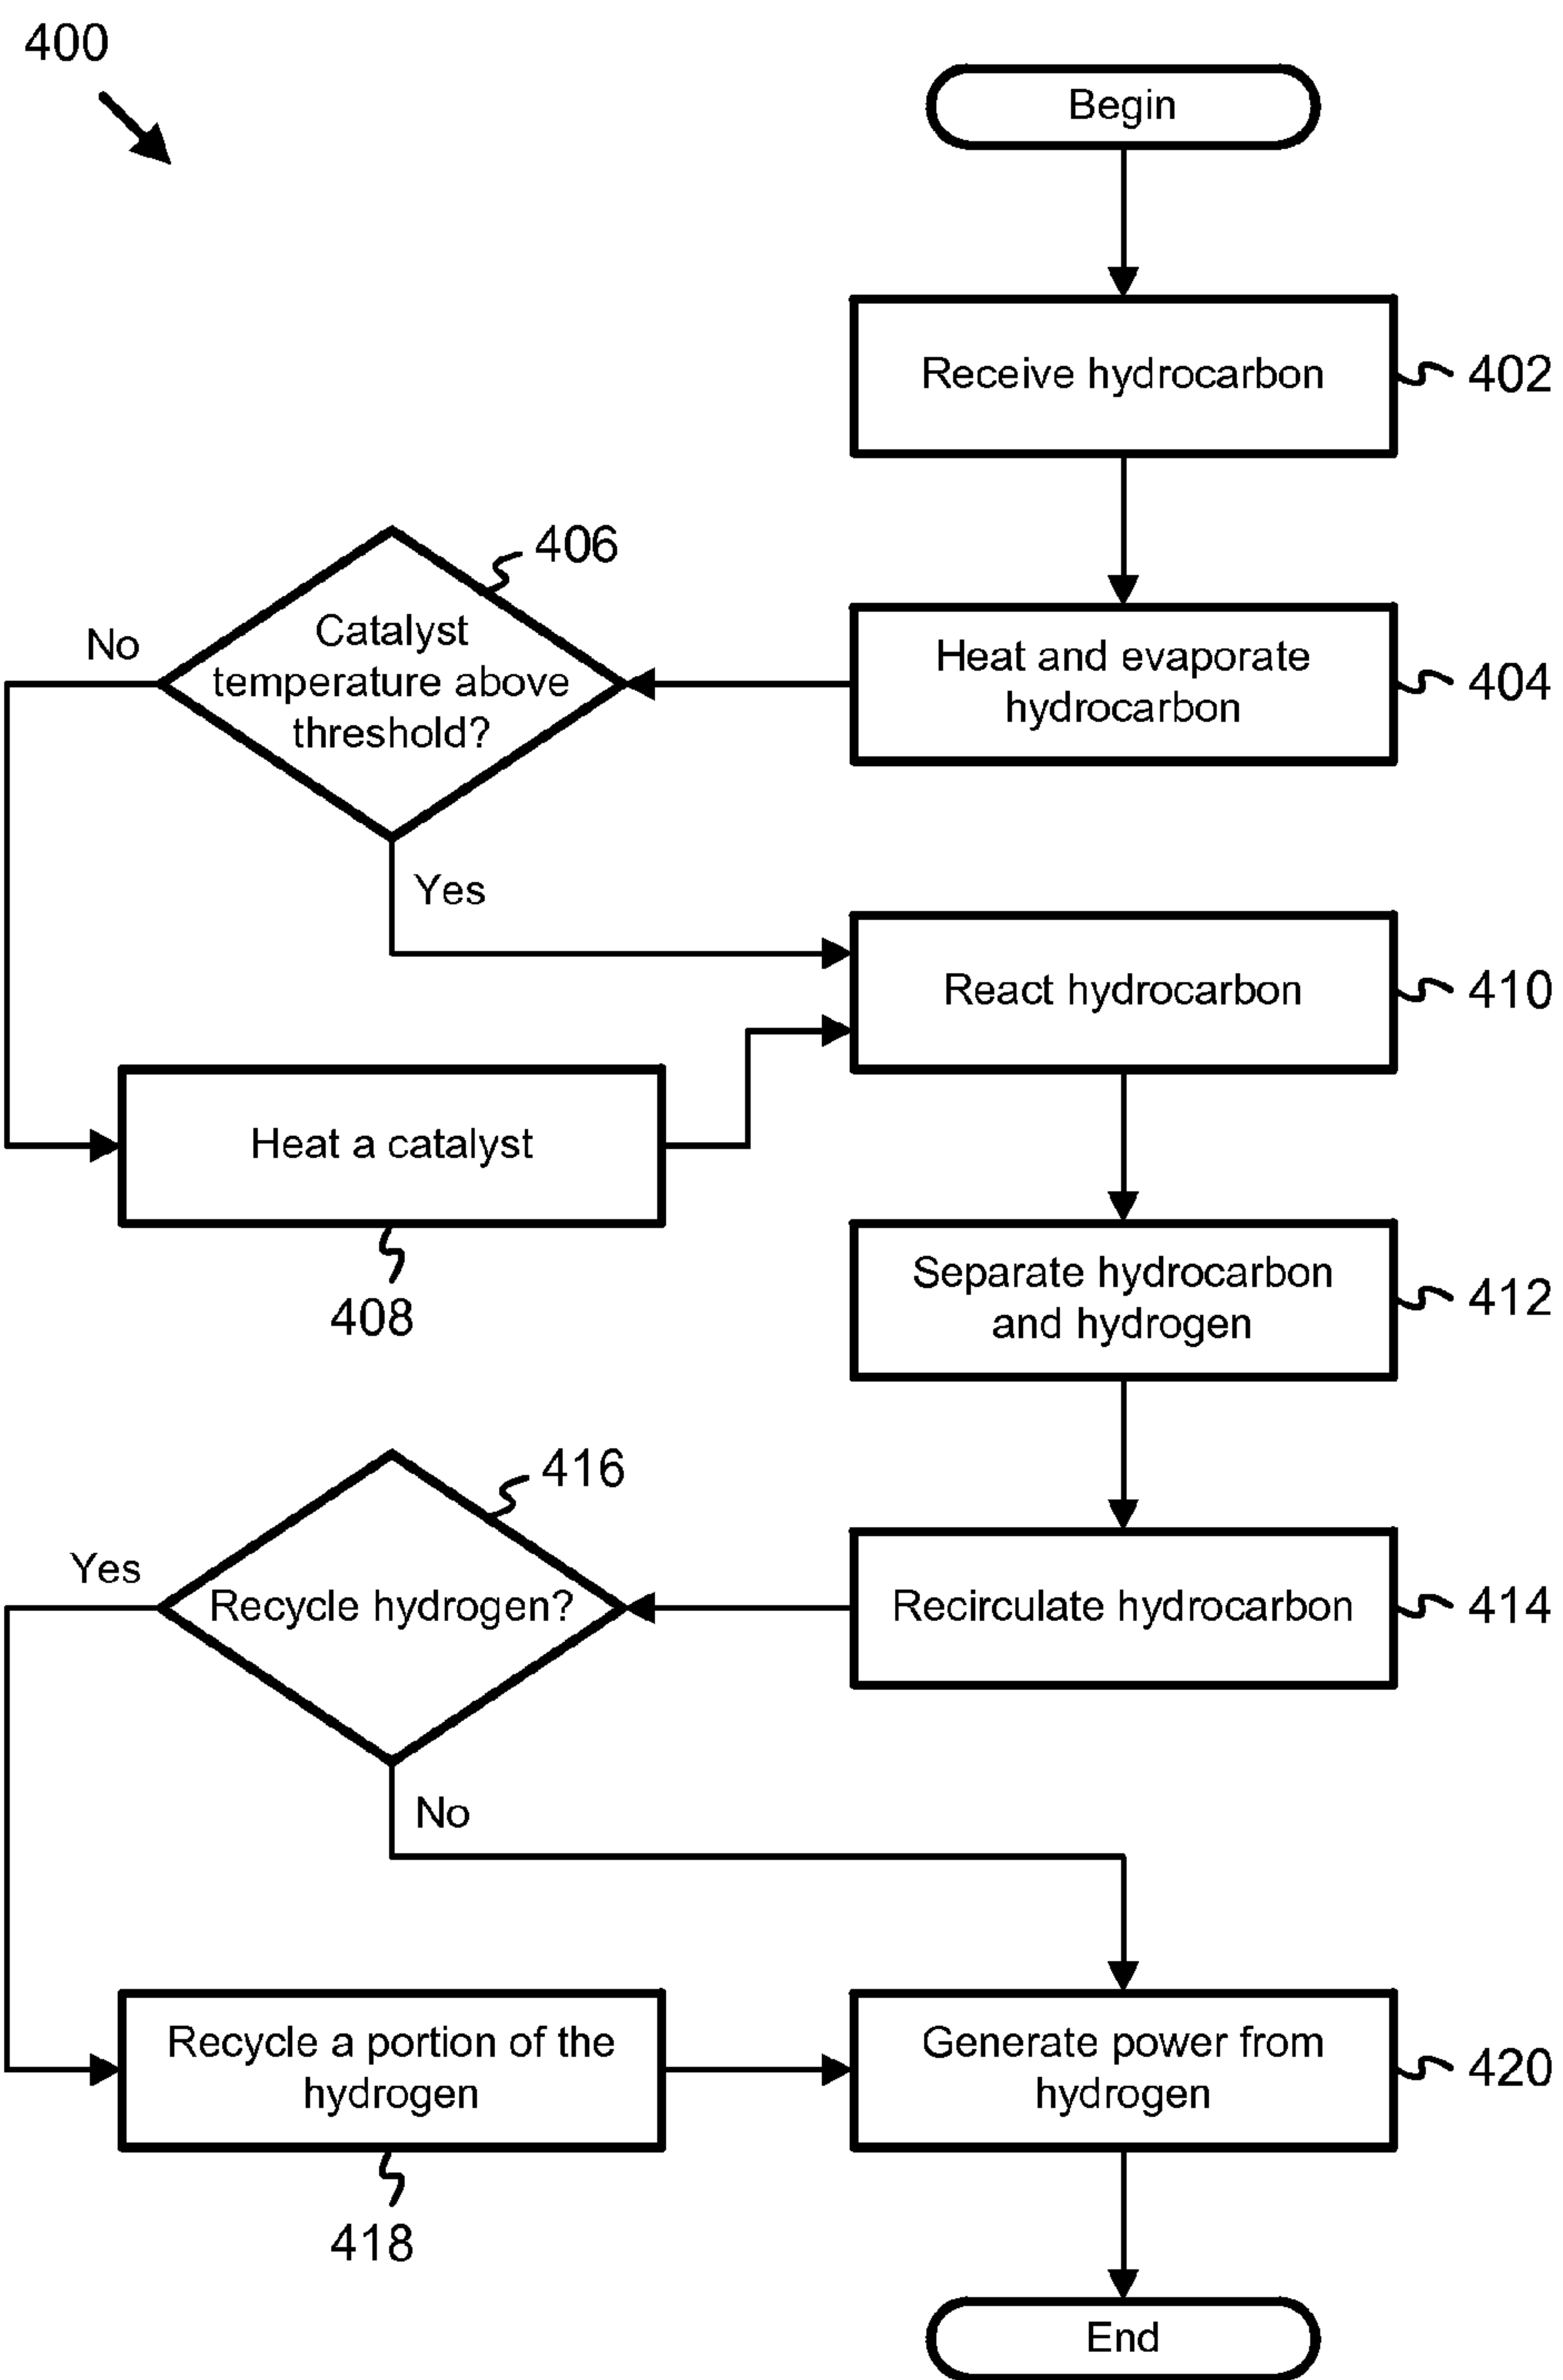 400
Begin
Receive hydrocarbon
402
406
Catalyst
temperature above
threshold?
No
Yes
Heat and evaporate
hydrocarbon
404
React hydrocarbon
410
Heat a catalyst
408
Separate hydrocarbon
and hydrogen
412
416
Recycle hydrogen?
Yes
No
Recirculate hydrocarbon
414
Recycle a portion of the
hydrogen
418
Generate power from
hydrogen
420
End